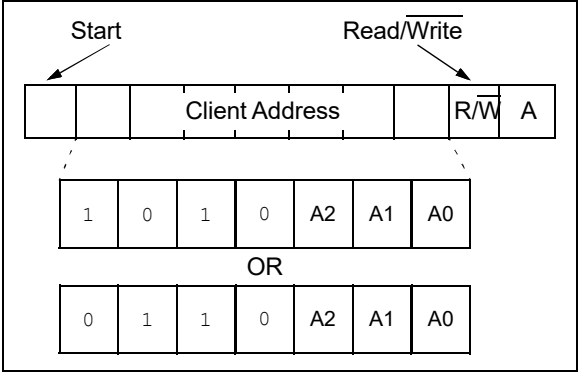 Start Read/Write
Client Address R/W A
1 0 1 0 A2 A1 A0
OR
0 1 1 0 A2 A1 A0